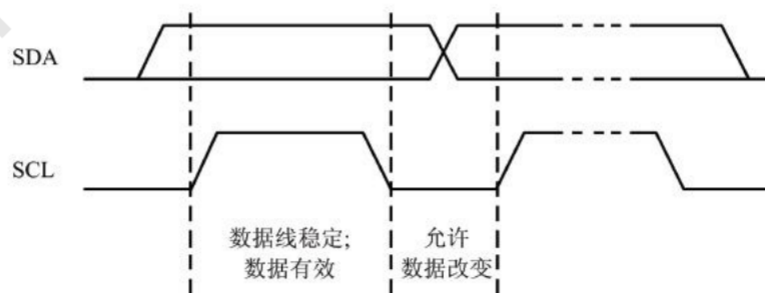 SDA
SCL
数据线稳定;
数据有效
允许
数据改变